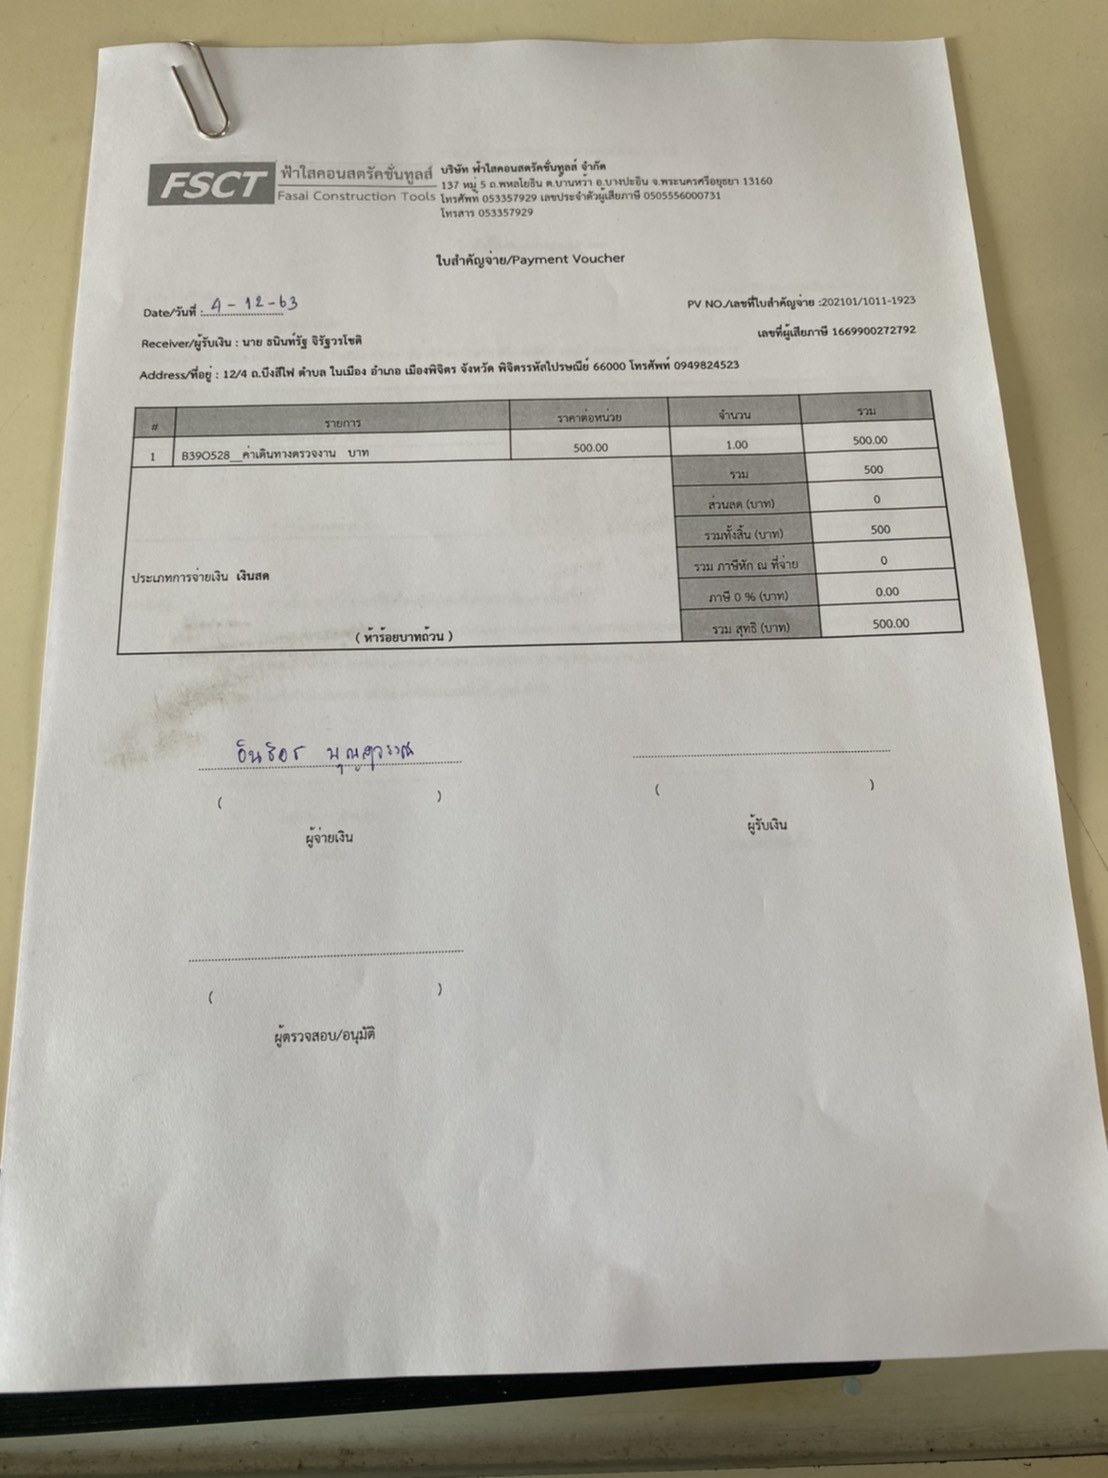 FSCT
ฟ้าใสคอนสตรัคชั่นทูลส์
Fasai Construction Tools
บริษัท ฟ้าใสคอนสตรัคชั่นทูลส์ จำกัด
137 หมู่ 5 ถ.พหลโยธิน ต.บ้านหว้า อ.บางปะอิน จ.พระนครศรีอยุธยา 13160
โทรศัพท์ 053357929 เลขประจำตัวผู้เสียภาษี 0505556000731
โทรสาร 053357929
ใบสำคัญจ่าย/Payment Voucher
Date/วันที่ : 4-12-63
PV NO./เลขที่ใบสำคัญจ่าย :202101/1011-1923
Receiver/ผู้รับเงิน : นาย ธนินท์รัฐ จิรัฐวรโชติ
เลขที่ผู้เสียภาษี 1669900272792
Address/ที่อยู่ : 12/4 ถ.บึงสีไฟ ตำบล ในเมือง อำเภอ เมืองพิจิตร จังหวัด พิจิตรรหัสไปรษณีย์ 66000 โทรศัพท์ 0949824523
# รายการ ราคาต่อหน่วย จำนวน รวม
1 B39O528__ค่าเดินทางตรวจงาน บาท 500.00 1.00 500.00
รวม 500
ส่วนลด (บาท) 0
รวมทั้งสิ้น (บาท) 500
รวม ภาษีหัก ณ ที่จ่าย 0
ประเภทการจ่ายเงิน เงินสด
ภาษี 0 % (บาท) 0.00
( ห้าร้อยบาทถ้วน ) รวม สุทธิ (บาท) 500.00
( )
( )
ผู้จ่ายเงิน
ผู้รับเงิน
( )
ผู้ตรวจสอบ/อนุมัติ